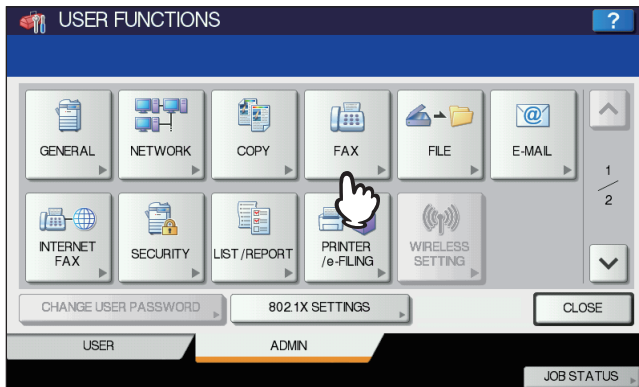 USER FUNCTIONS
?
GENERAL
NETWORK
COPY
FAX
FILE
@
E-MAIL
1
2
INTERNET
FAX
SECURITY
LIST/REPORT
PRINTER
/e-FILING
WIRELESS
SETTING
CHANGE USER PASSWORD
802.1X SETTINGS
CLOSE
USER
ADMIN
JOB STATUS